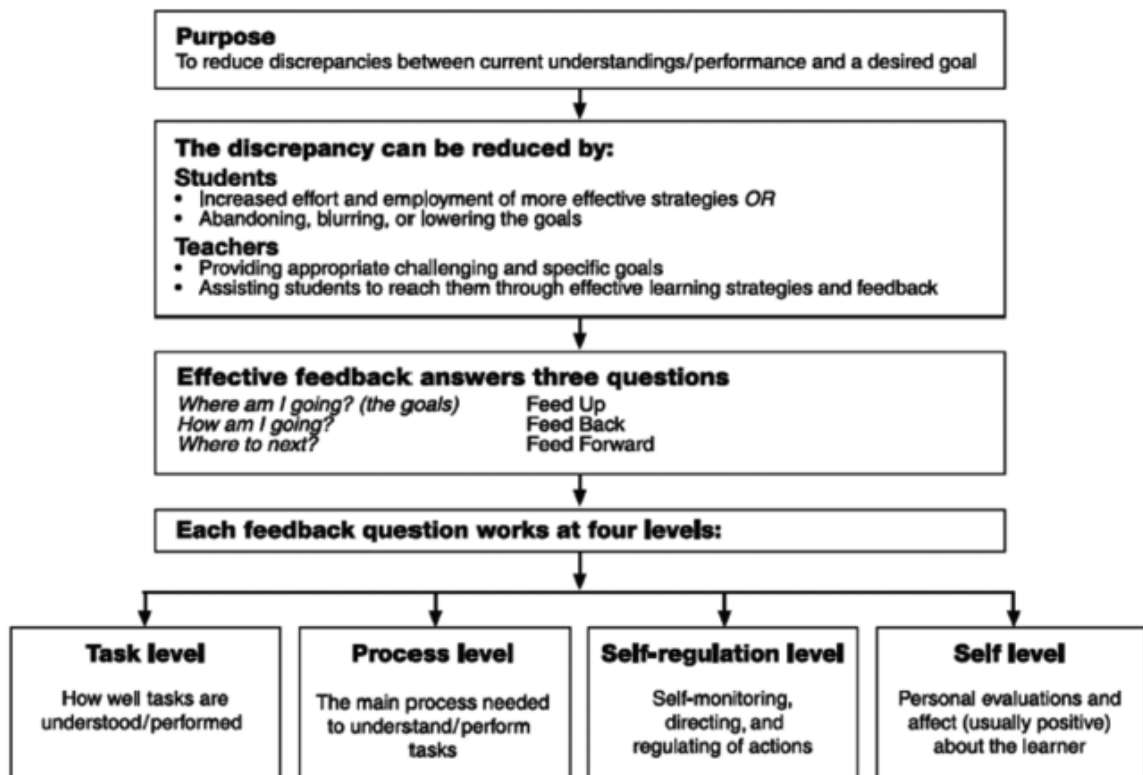 Purpose
To reduce discrepancies between current understandings/performance and a desired goal
The discrepancy can be reduced by:
Students
• Increased effort and employment of more effective strategies OR
• Abandoning, blurring, or lowering the goals
Teachers
• Providing appropriate challenging and specific goals
• Assisting students to reach them through effective learning strategies and feedback
Effective feedback answers three questions
Where am I going? (the goals) Feed Up
How am I going? Feed Back
Where to next? Feed Forward
Each feedback question works at four levels:
Task level
How well tasks are
understood/performed
Process level
The main process needed
to understand/perform
tasks
Self-regulation level
Self-monitoring,
directing, and
regulating of actions
Self level
Personal evaluations and
affect (usually positive)
about the learner